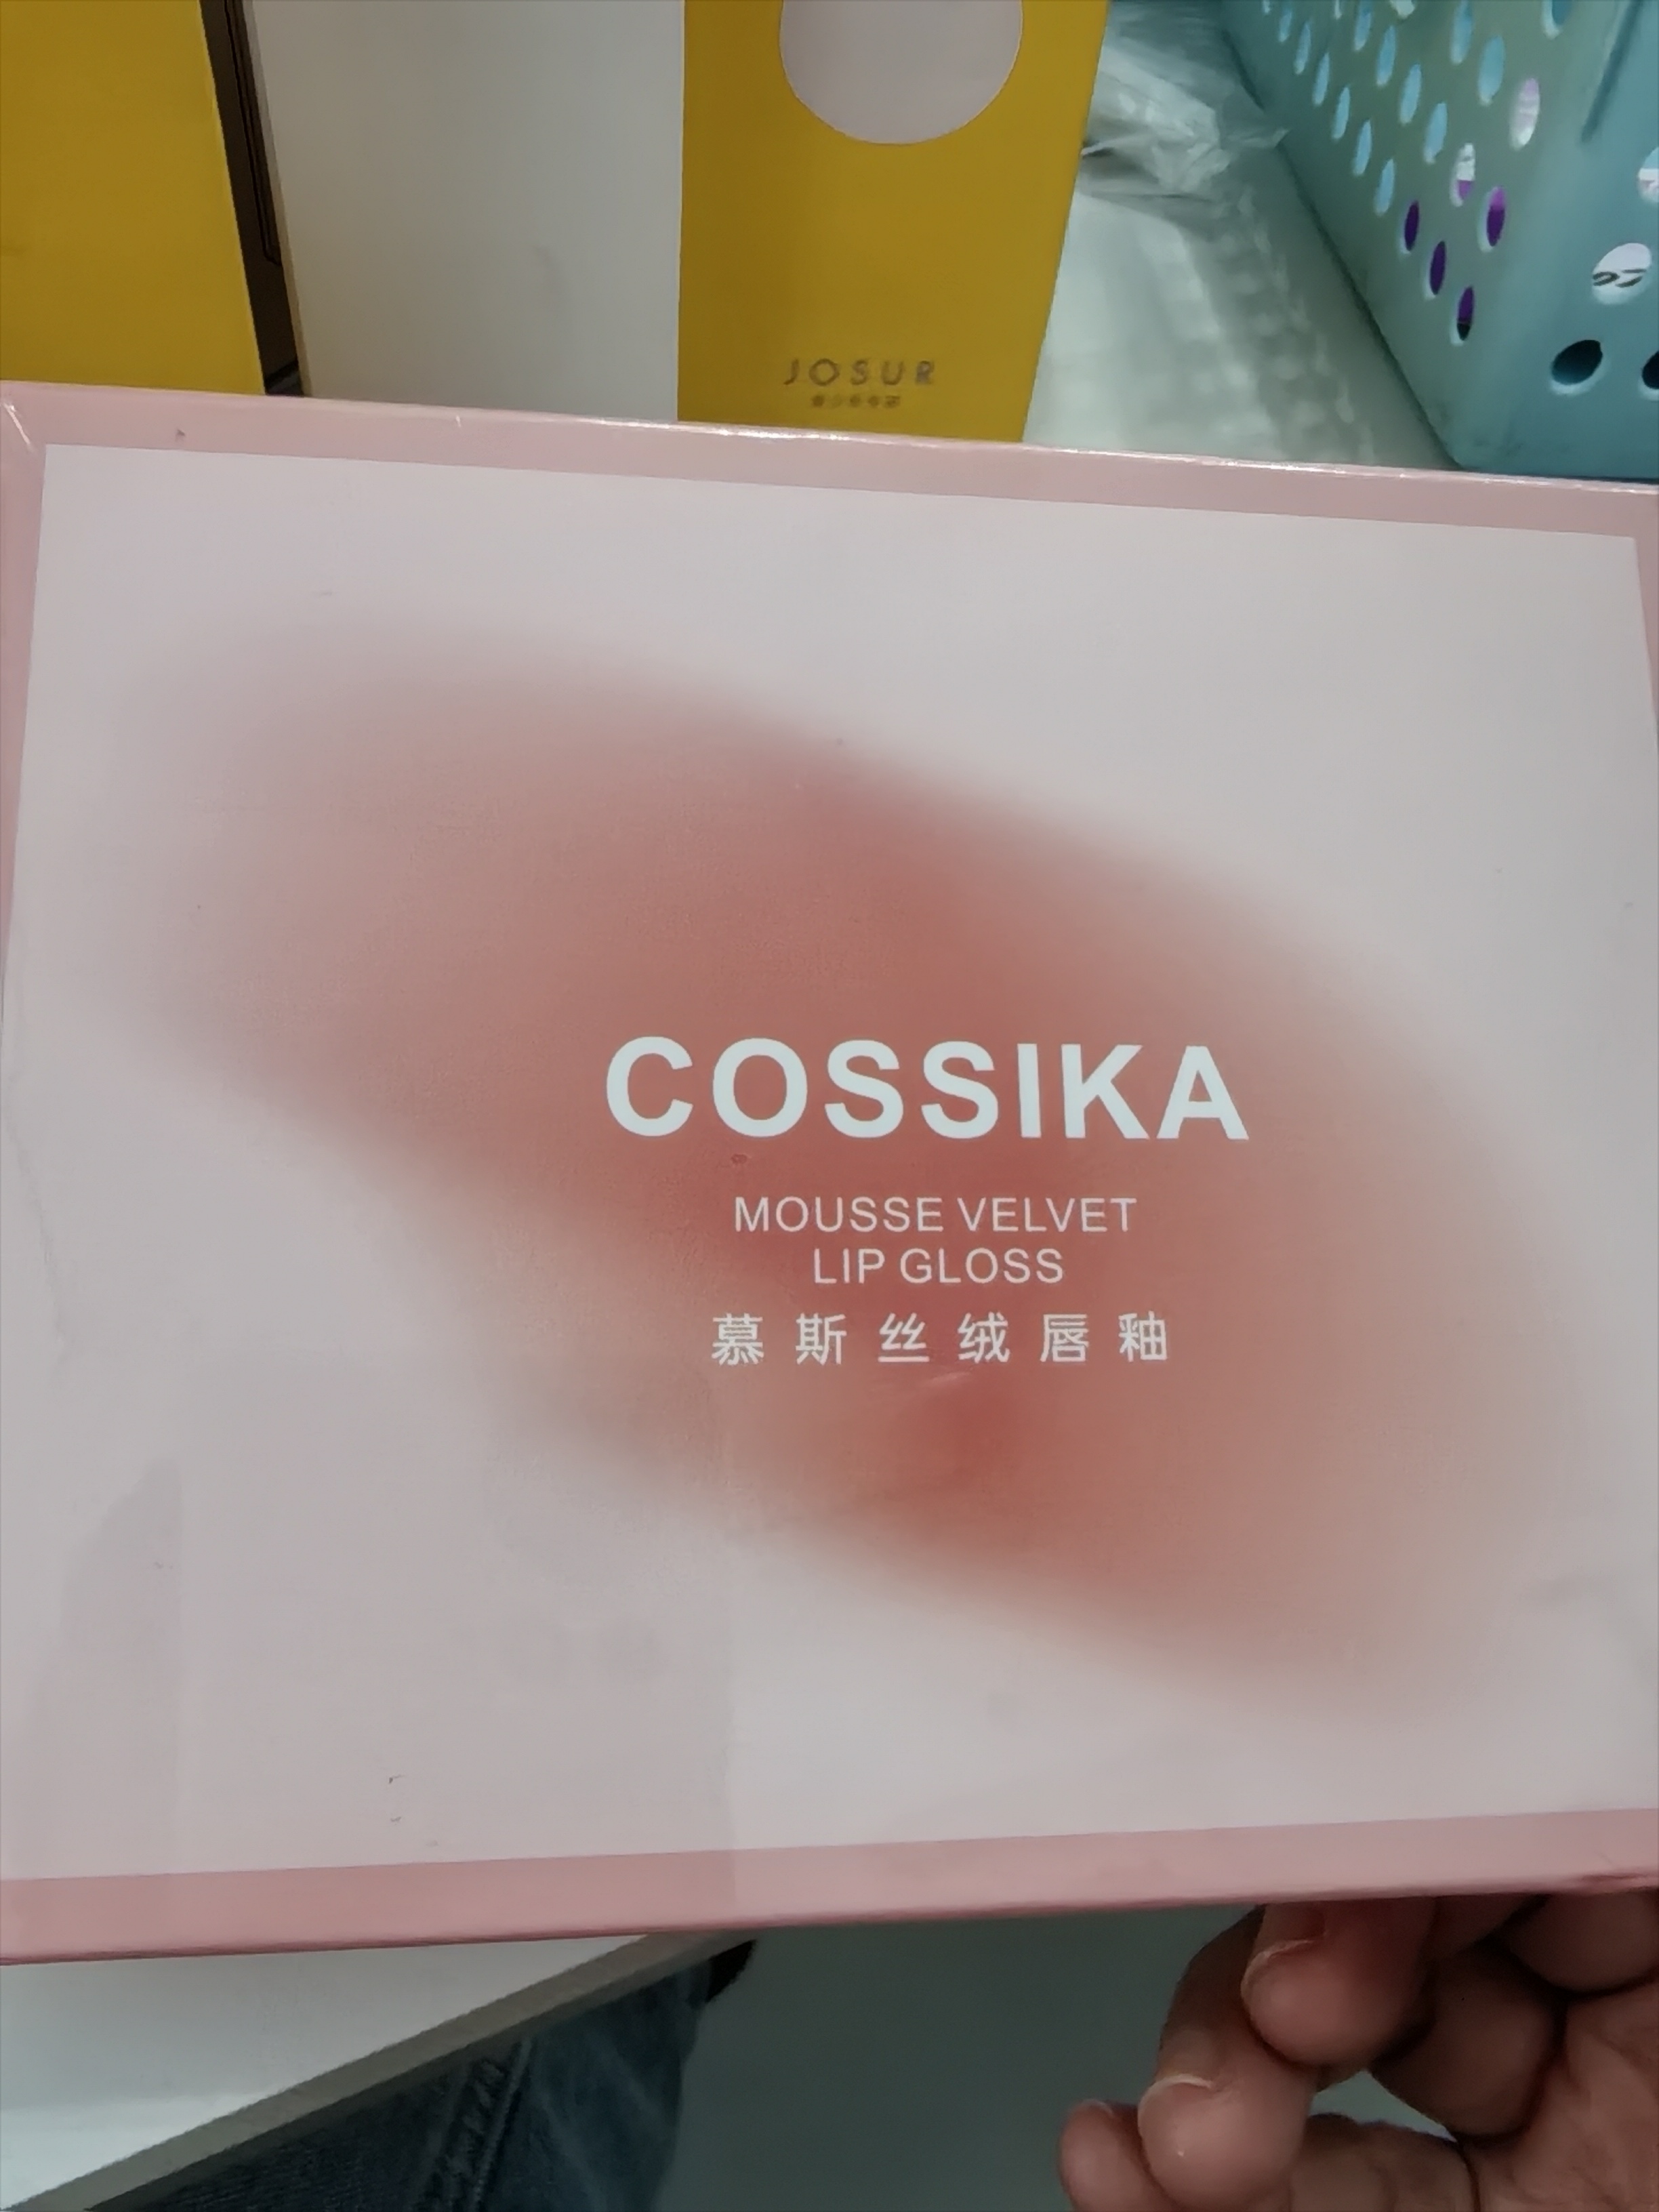 JOSUR
COSSIKA
MOUSSE VELVET
LIP GLOSS
慕斯丝绒唇釉